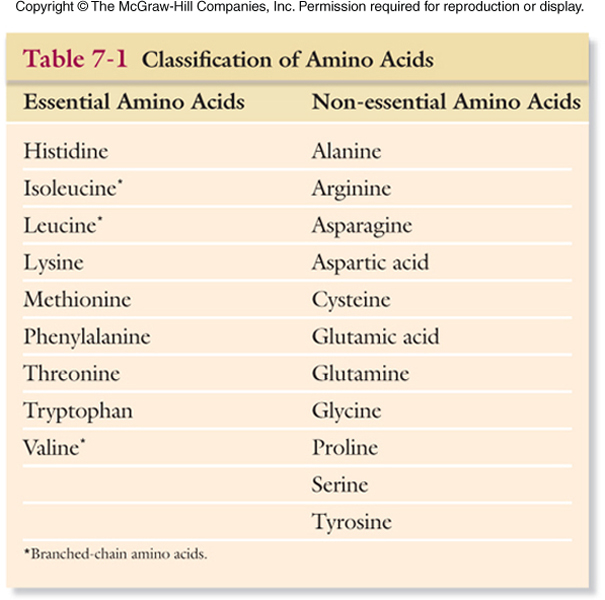 Copyright © The McGraw-Hill Companies, Inc. Permission required for reproduction or display.
Table 7-1 Classification of Amino Acids
Essential Amino Acids Non-essential Amino Acids
Histidine Alanine
Isoleucine* Arginine
Leucine* Asparagine
Lysine Aspartic acid
Methionine Cysteine
Phenylalanine Glutamic acid
Threonine Glutamine
Tryptophan Glycine
Valine* Proline
Serine
Tyrosine
*Branched-chain amino acids.